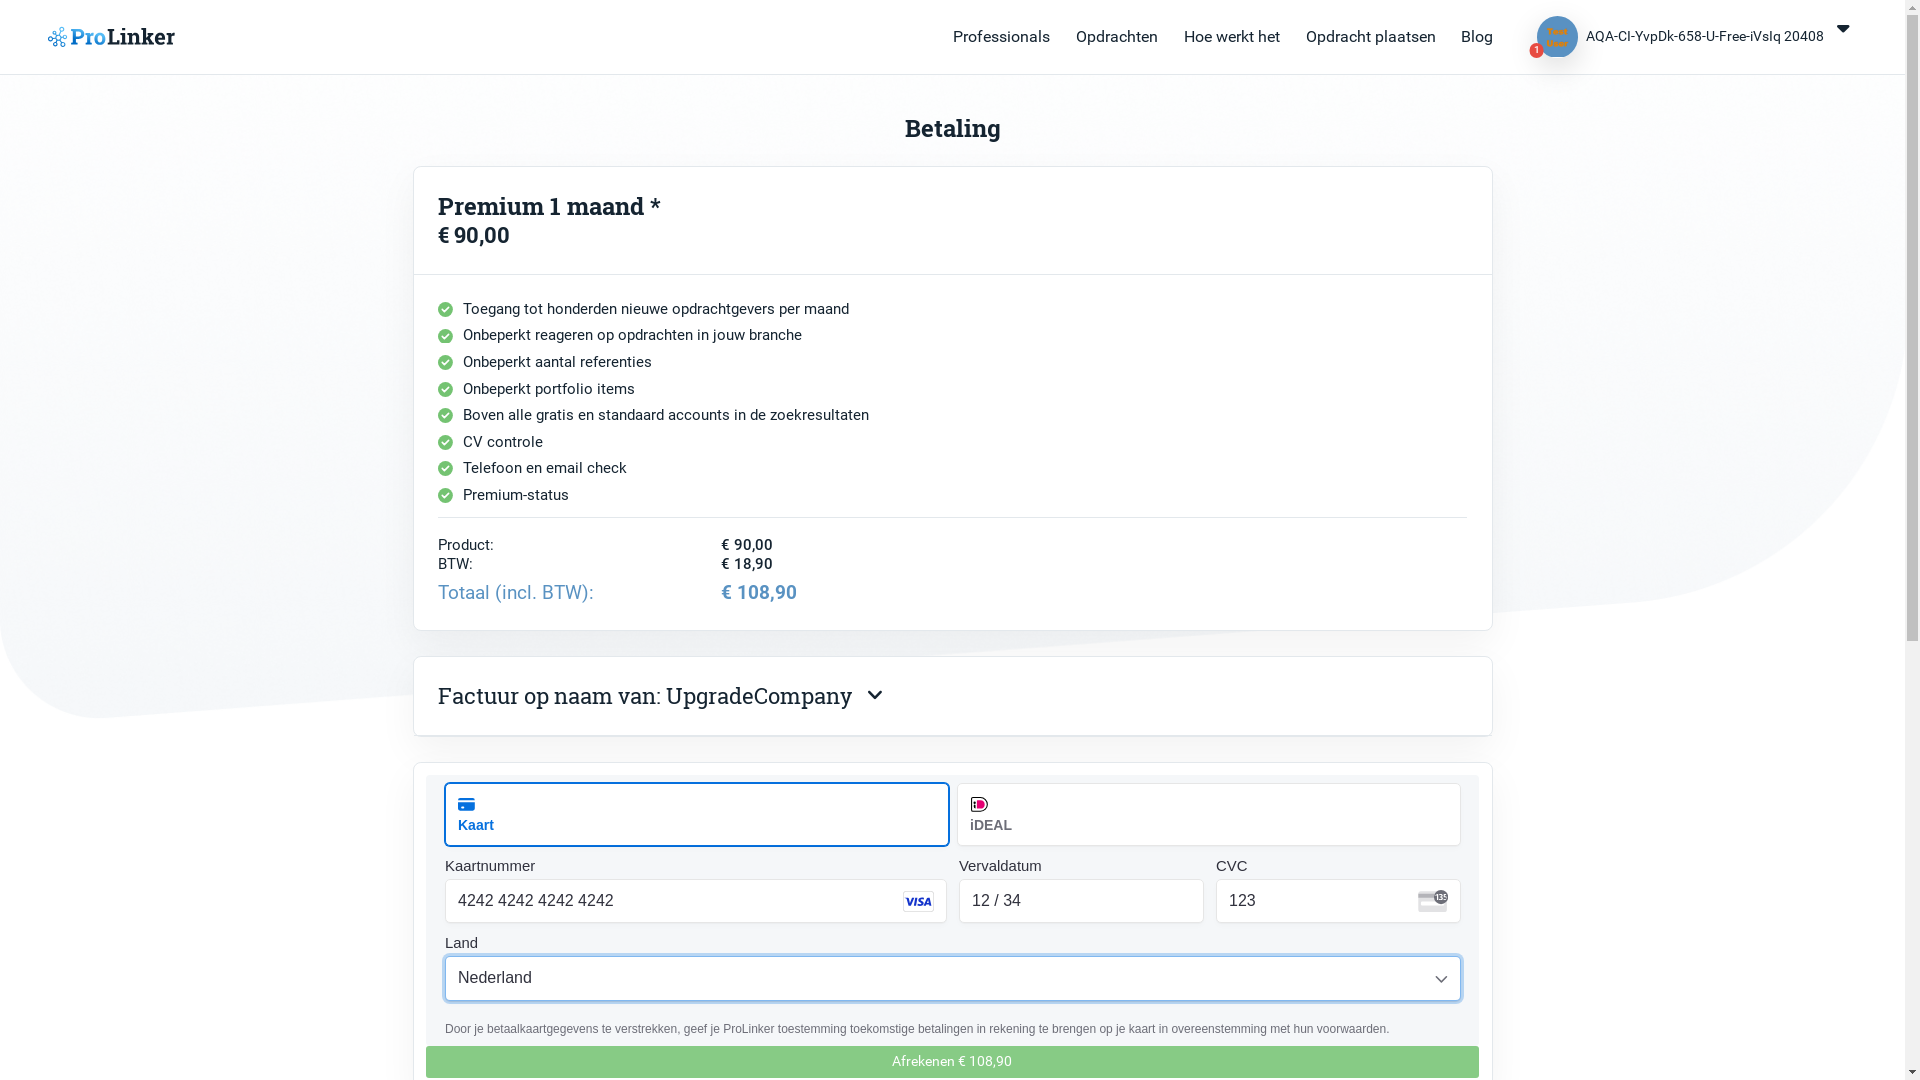 ProLinker
Professionals
Opdrachten
Hoe werkt het
Opdracht plaatsen
Blog
1
Test
User
AQA-CI-YvpDk-658-U-Free-iVsIq 20408
Betaling
Premium 1 maand *
€ 90,00
Toegang tot honderden nieuwe opdrachtgevers per maand
Onbeperkt reageren op opdrachten in jouw branche
Onbeperkt aantal referenties
Onbeperkt portfolio items
Boven alle gratis en standaard accounts in de zoekresultaten
CV controle
Telefoon en email check
Premium-status
Product: € 90,00
BTW: € 18,90
Totaal (incl. BTW): € 108,90
Factuur op naam van: UpgradeCompany
Kaart
iDEAL
Kaartnummer
Vervaldatum
CVC
4242 4242 4242 4242
VISA
12 / 34
123
135
Land
Nederland
Door je betaalkaartgegevens te verstrekken, geef je ProLinker toestemming toekomstige betalingen in rekening te brengen op je kaart in overeenstemming met hun voorwaarden.
Afrekenen € 108,90